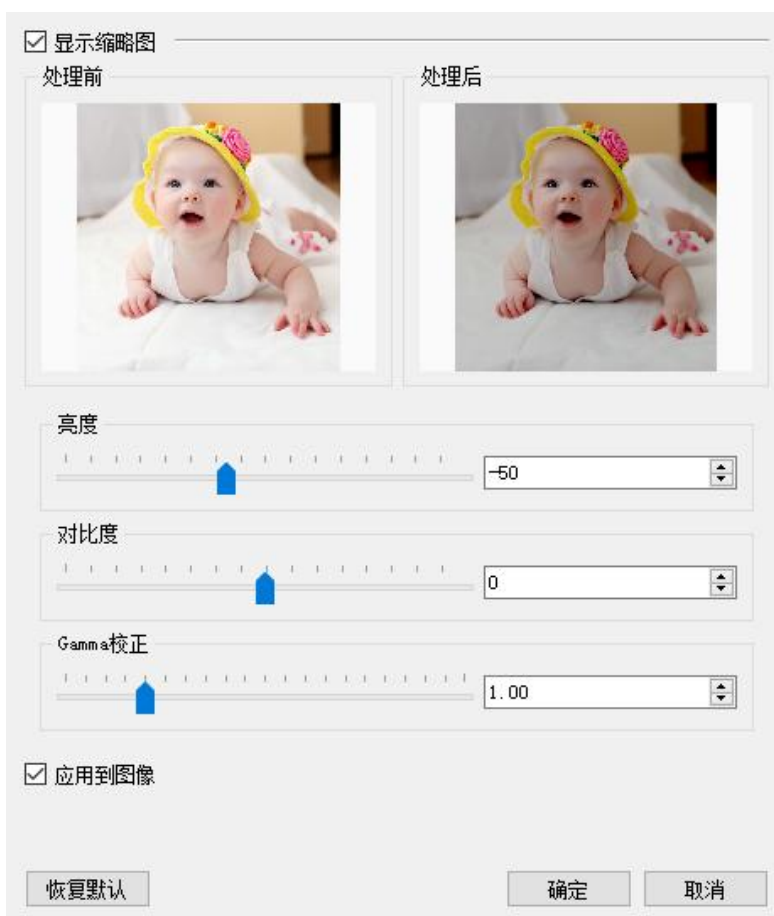 显示缩略图
处理前
处理后
亮度
-50
对比度
0
Gamma校正
1.00
应用到图像
恢复默认
确定
取消